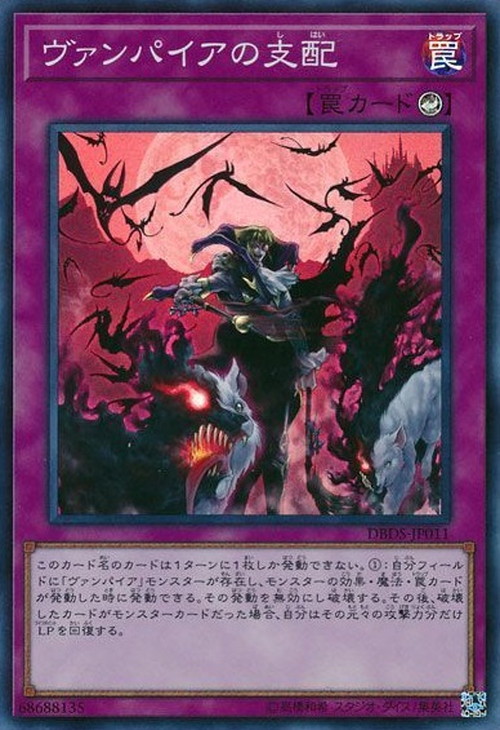 ヴァンパイアの支配
罠
【罠カード】
DBDS-JP011
このカード名のカードは1ターンに1枚しか発動できない。①:自分フィール
ドに「ヴァンパイア」モンスターが存在し、モンスターの効果・魔法・罠カード
が発動した時に発動できる。その発動を無効にし破壊する。その後、破壊
したカードがモンスターカードだった場合、自分はその元々の攻撃力分だけ
LPを回復する。
68688135
©高橋和希 スタジオ・ダイス/集英社